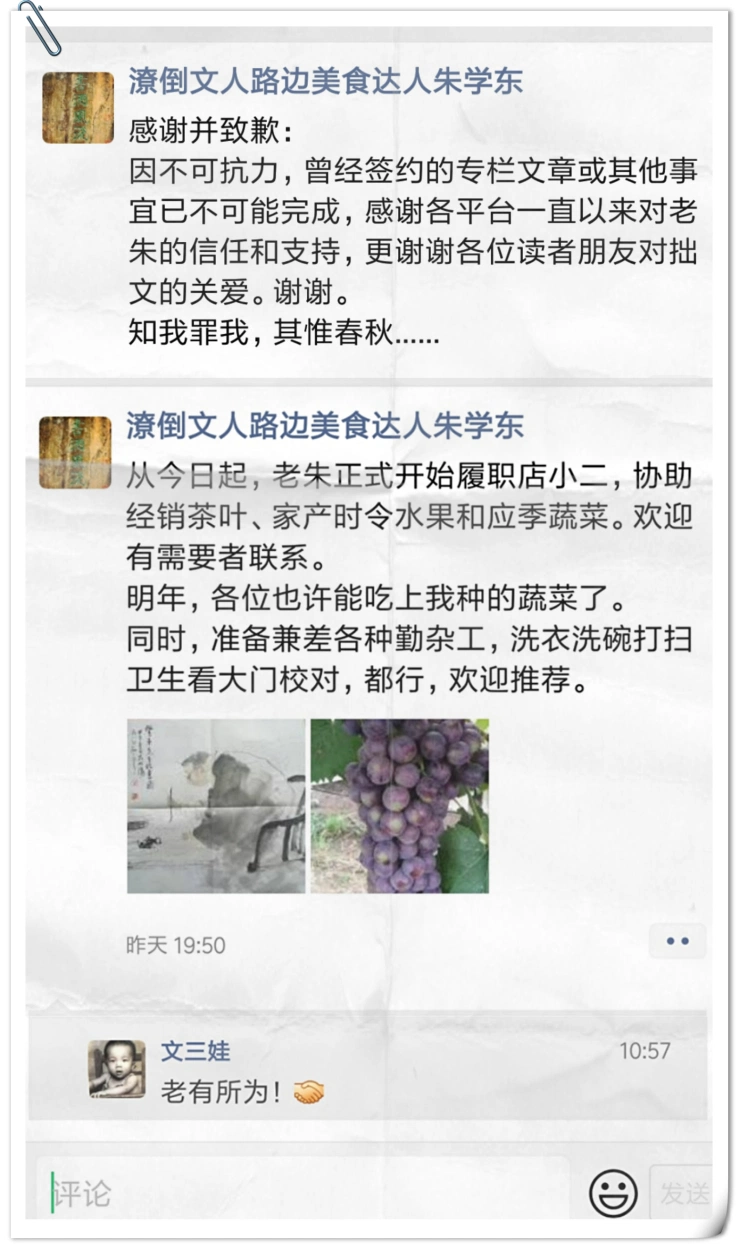 潦倒文人路边美食达人朱学东
感谢并致歉：
因不可抗力，曾经签约的专栏文章或其他事
宜已不可能完成，感谢各平台一直以来对老
朱的信任和支持，更谢谢各位读者朋友对拙
文的关爱。谢谢。
知我罪我，其惟春秋......
潦倒文人路边美食达人朱学东
从今日起，老朱正式开始履职店小二，协助
经销茶叶、家产时令水果和应季蔬菜。欢迎
有需要者联系。
明年，各位也许能吃上我种的蔬菜了。
同时，准备兼差各种勤杂工，洗衣洗碗打扫
卫生看大门校对，都行，欢迎推荐。
昨天 19:50
文三娃
10:57
老有所为！
评论
发送